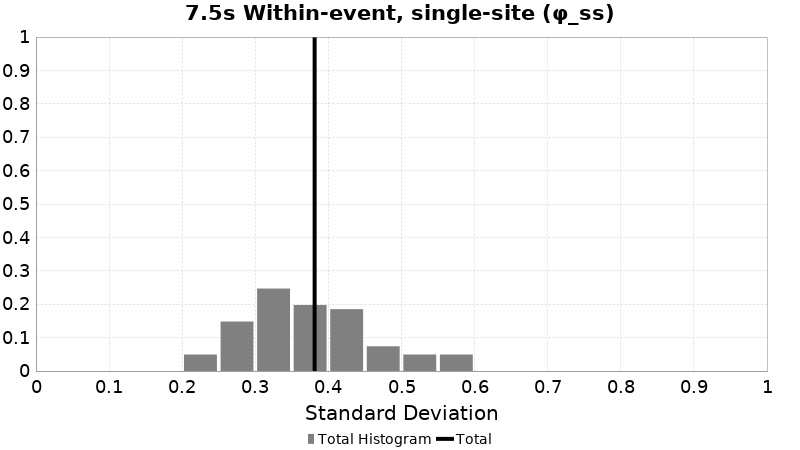 7.5s Within-event, single-site (φ_ss)
1
0.9
0.8
0.7
0.6
0.5
0.4
0.3
0.2
0.1
0
0 0.1 0.2 0.3 0.4 0.5 0.6 0.7 0.8 0.9 1
Standard Deviation
Total Histogram Total